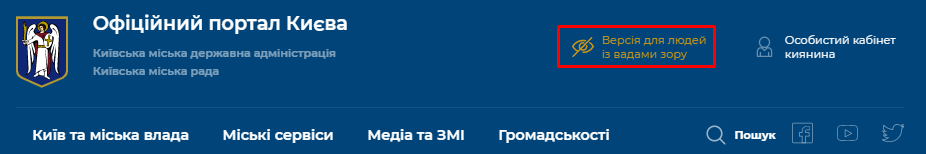 Офіційний портал Києва
Київська міська державна адміністрація
Київська міська рада
Версія для людей
із вадами зору
Особистий кабінет
киянина
Київ та міська влада
Міські сервіси
Медіа та ЗМІ
Громадськості
Пошук